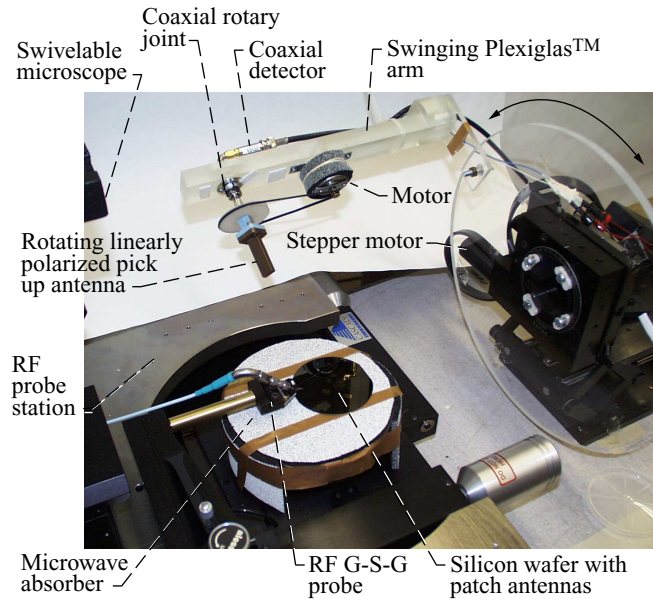 Coaxial rotary
joint
Swivelable
microscope
Coaxial
detector
Swinging Plexiglas™
arm
Motor
Stepper motor
Rotating linearly
polarized pick
up antenna
RF
probe
station
Microwave
absorber
RF G-S-G
probe
Silicon wafer with
patch antennas